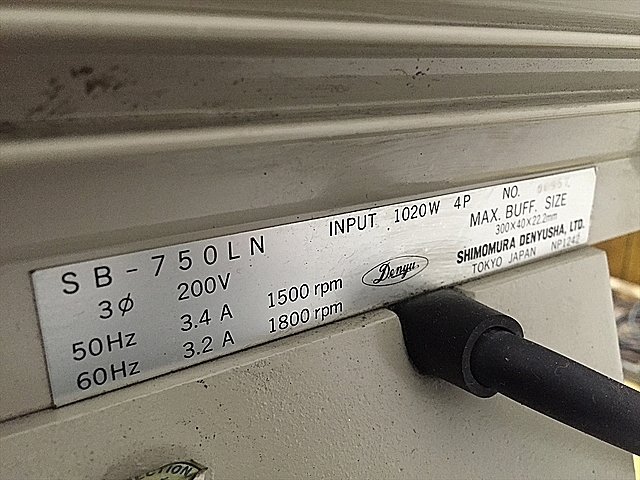 SB-750LN INPUT 1020W 4P NO.
3φ 200V MAX. BUFF. SIZE
300×40×22.2mm
50Hz 3.4 A 1500 rpm Denyu SHIMOMURA DENYUSHA, LTD.
60Hz 3.2 A 1800 rpm TOKYO JAPAN NP1242